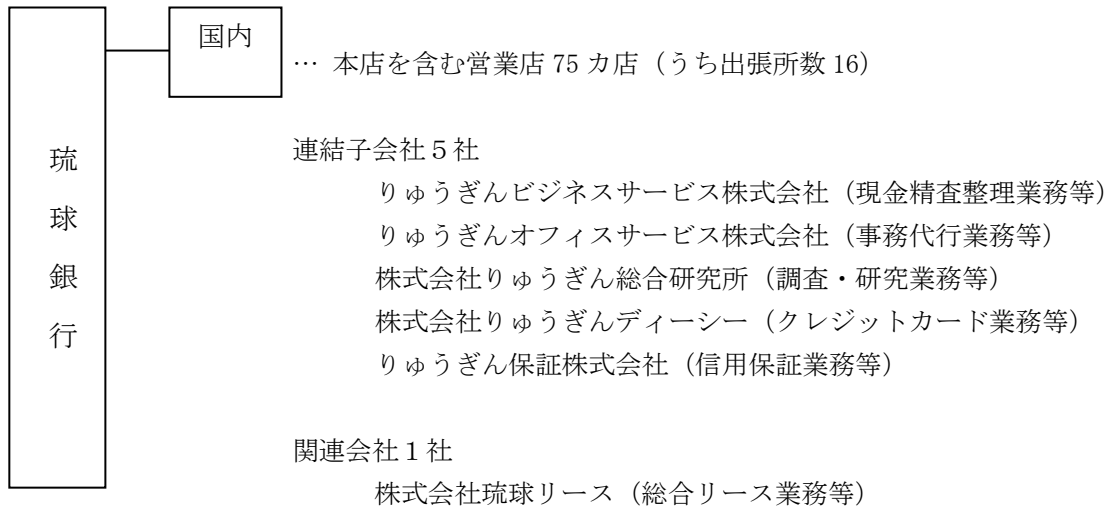 国内
… 本店を含む営業店 75 カ店（うち出張所数 16）
琉球銀行
連結子会社５社
りゅうぎんビジネスサービス株式会社（現金精査整理業務等）
りゅうぎんオフィスサービス株式会社（事務代行業務等）
株式会社りゅうぎん総合研究所（調査・研究業務等）
株式会社りゅうぎんディーシー（クレジットカード業務等）
りゅうぎん保証株式会社（信用保証業務等）
関連会社１社
株式会社琉球リース（総合リース業務等）